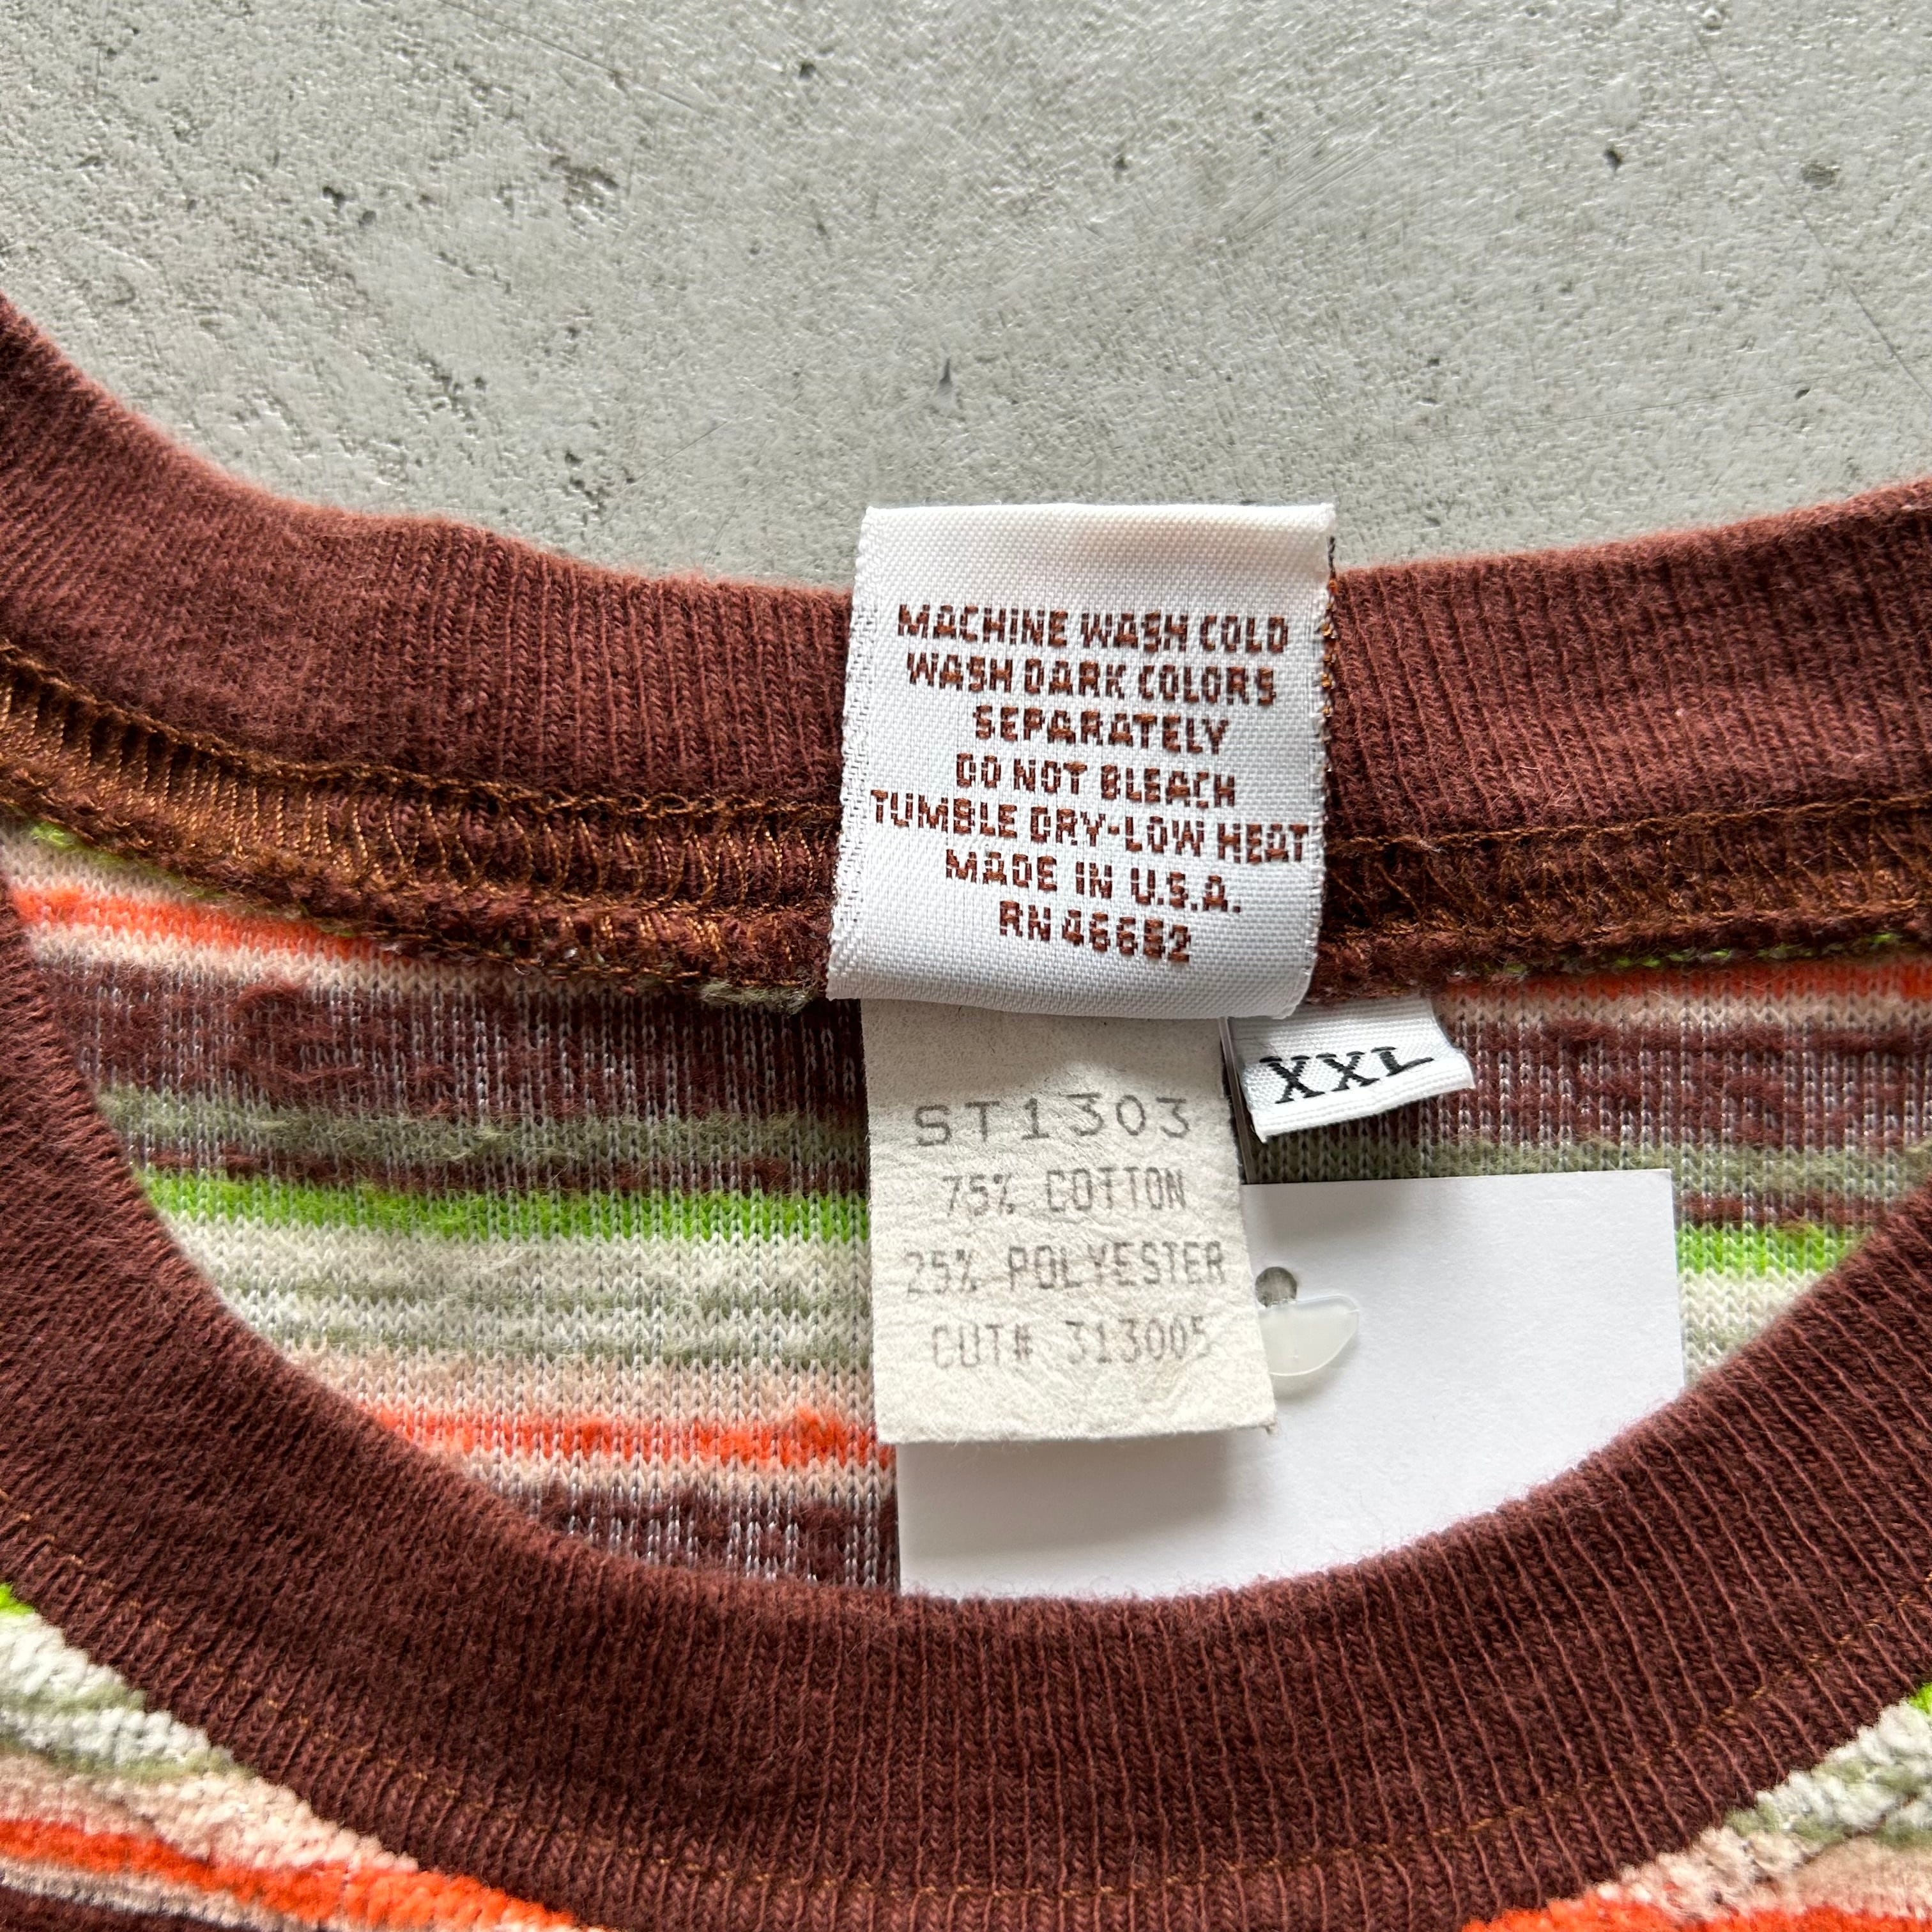 MACHINE WASH COLD
WASH DARK COLORS
SEPARATELY
DO NOT BLEACH
TUMBLE DRY-LOW HEAT
MADE IN U.S.A.
RN 46652
XXL
ST1303
75% COTTON
25% POLYESTER
CUT# 313005